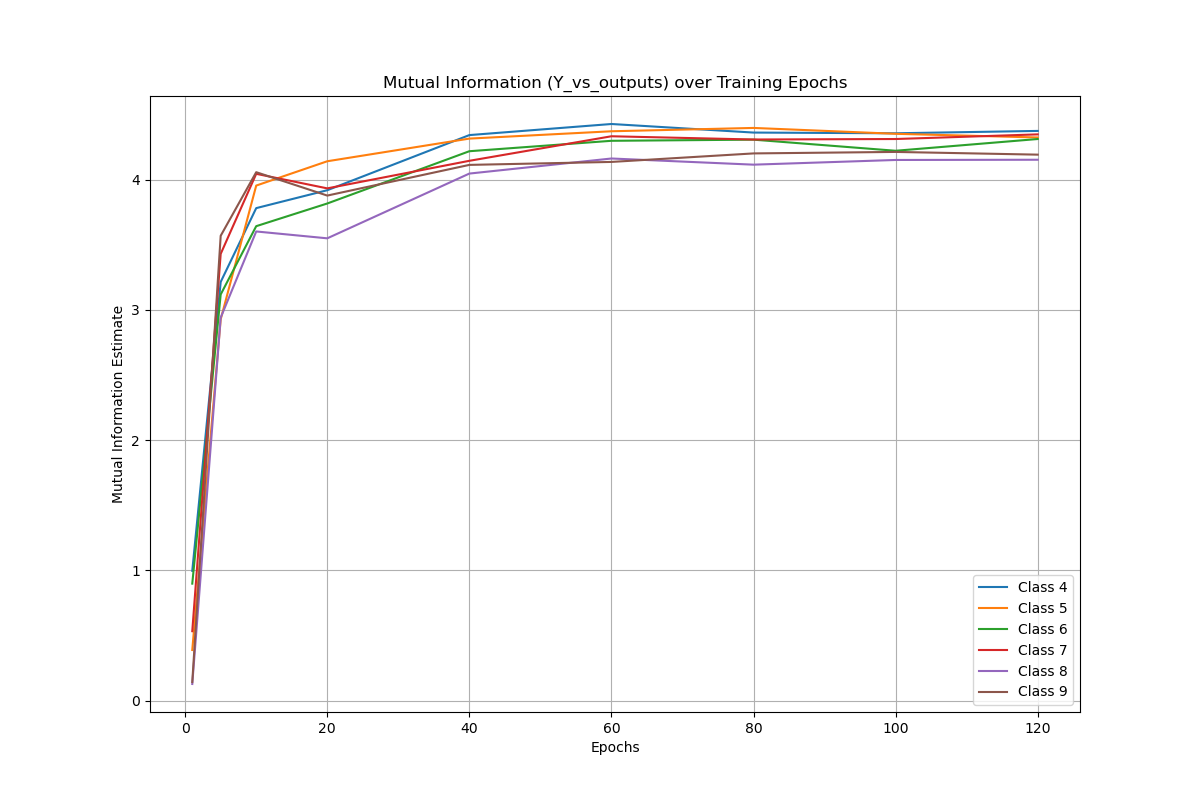 Mutual Information (Y_vs_outputs) over Training Epochs
Mutual Information Estimate
4
3
2
1
0
0 20 40 60 80 100 120
Epochs
Class 4
Class 5
Class 6
Class 7
Class 8
Class 9